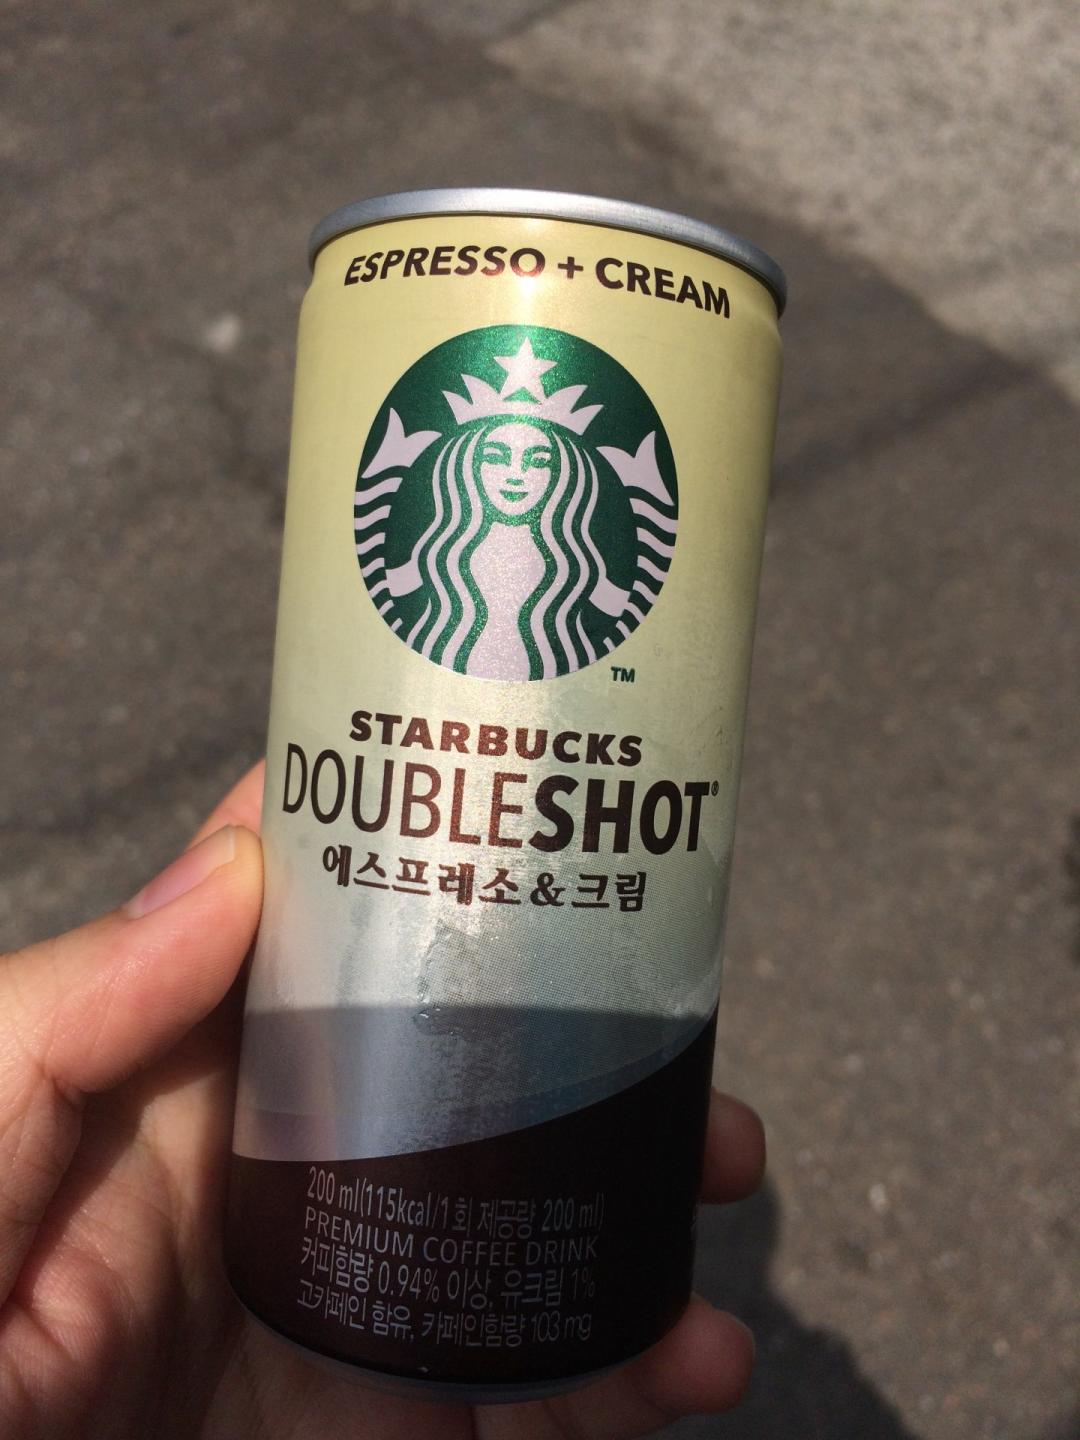 ESPRESSO + CREAM
TM
STARBUCKS
DOUBLESHOT®
에스프레소&크림
200 ml(115kcal/1회 제공량 200 ml)
PREMIUM COFFEE DRINK
커피함량 0.94% 이상, 유크림 1%
고카페인 함유, 카페인함량 103 mg